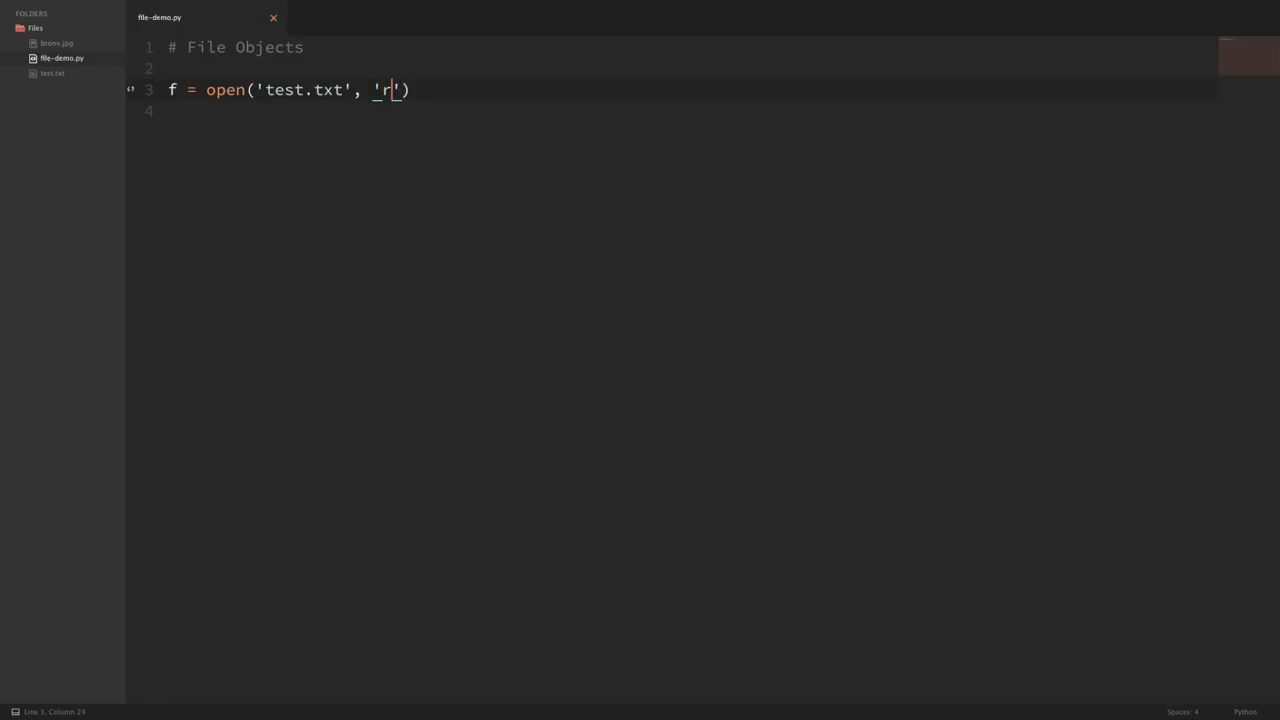 FOLDERS
Files
bronx.jpg
file-demo.py
test.txt
file-demo.py
1 # File Objects
2
3 f = open('test.txt', 'r')
4
Line 3, Column 24
Spaces: 4
Python